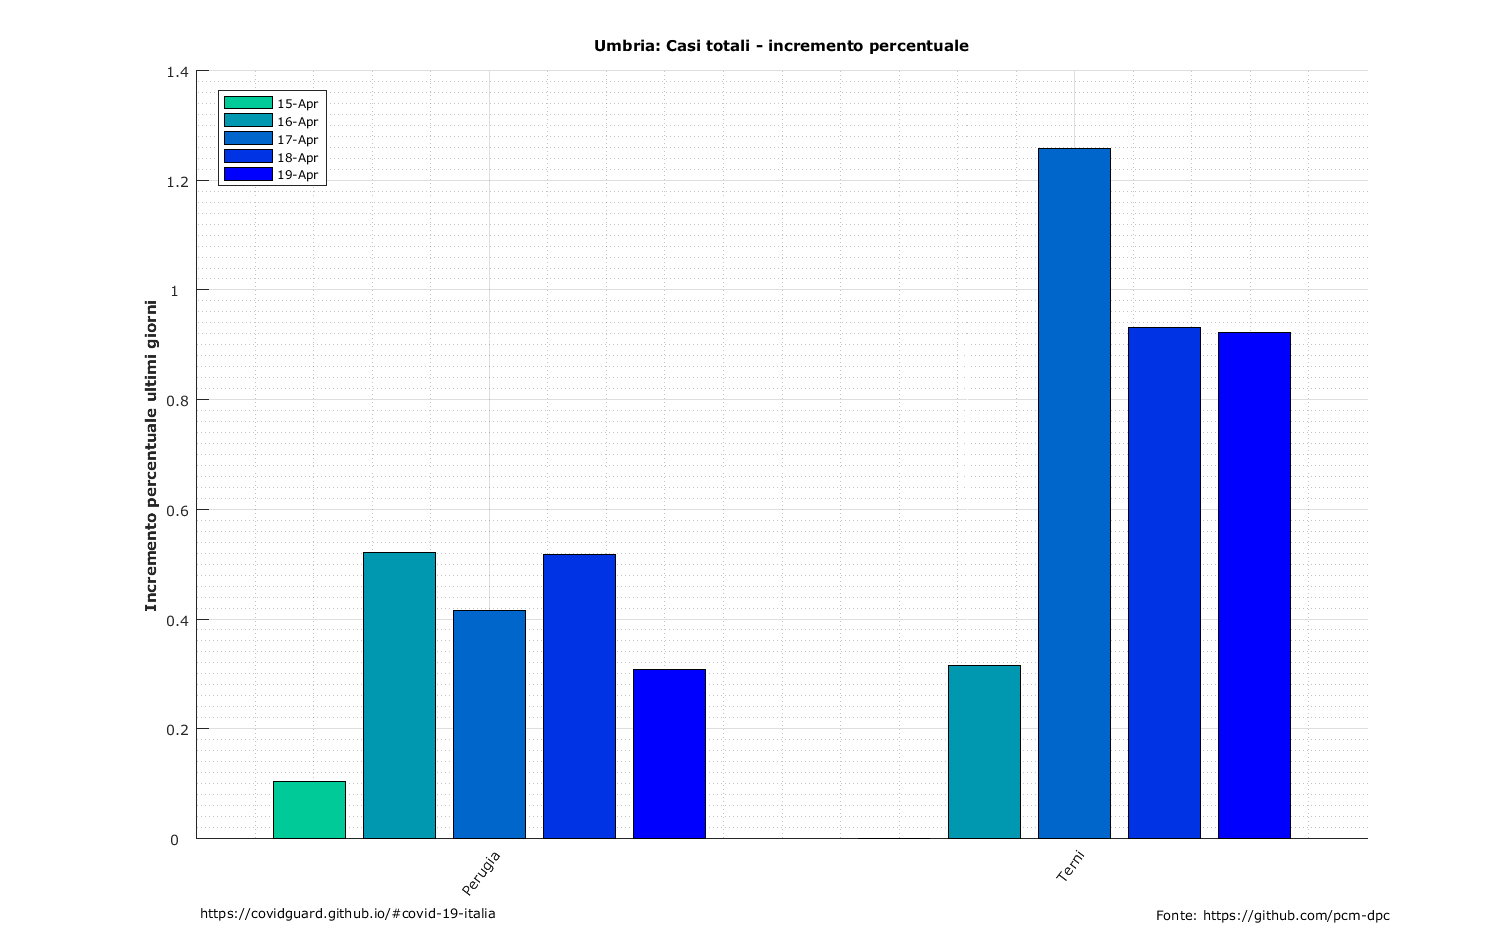 Umbria: Casi totali - incremento percentuale
Incremento percentuale ultimi giorni
1.4
1.2
1
0.8
0.6
0.4
0.2
0
15-Apr
16-Apr
17-Apr
18-Apr
19-Apr
Perugia
Terni
https://covidguard.github.io/#covid-19-italia
Fonte: https://github.com/pcm-dpc